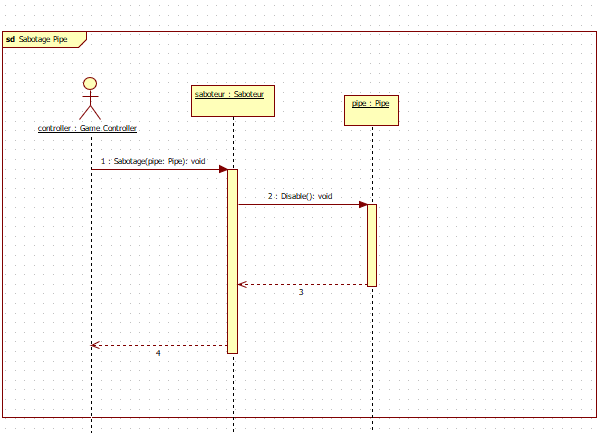 sd Sabotage Pipe
saboteur : Saboteur
pipe : Pipe
controller : Game Controller
1 : Sabotage(pipe: Pipe): void
2 : Disable(): void
3
4